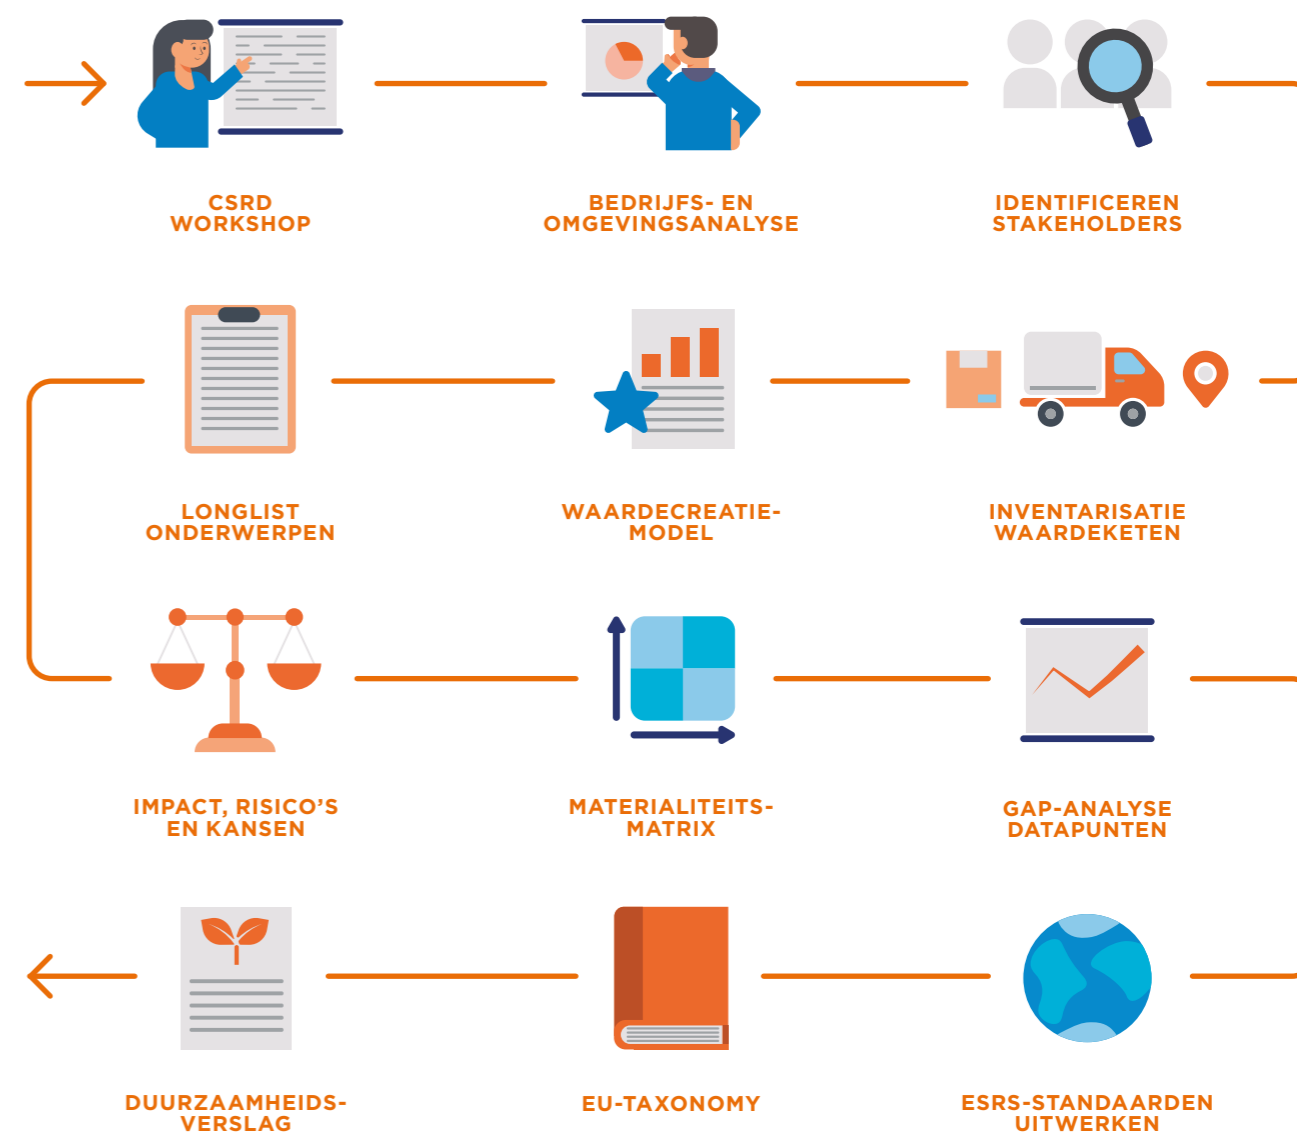 CSRD
WORKSHOP
BEDRIJFS- EN
OMGEVINGSANALYSE
IDENTIFICEREN
STAKEHOLDERS
LONGLIST
ONDERWERPEN
WAARDECREATIE-
MODEL
INVENTARISATIE
WAARDEKETEN
IMPACT, RISICO’S
EN KANSEN
MATERIALITEITS-
MATRIX
GAP-ANALYSE
DATAPUNTEN
DUURZAAMHEIDS-
VERSLAG
EU-TAXONOMY
ESRS-STANDAARDEN
UITWERKEN